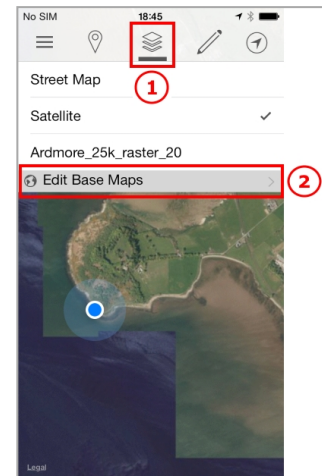 No SIM 18:45
1
Street Map
Satellite
Ardmore_25k_raster_20
Edit Base Maps
2
Legal